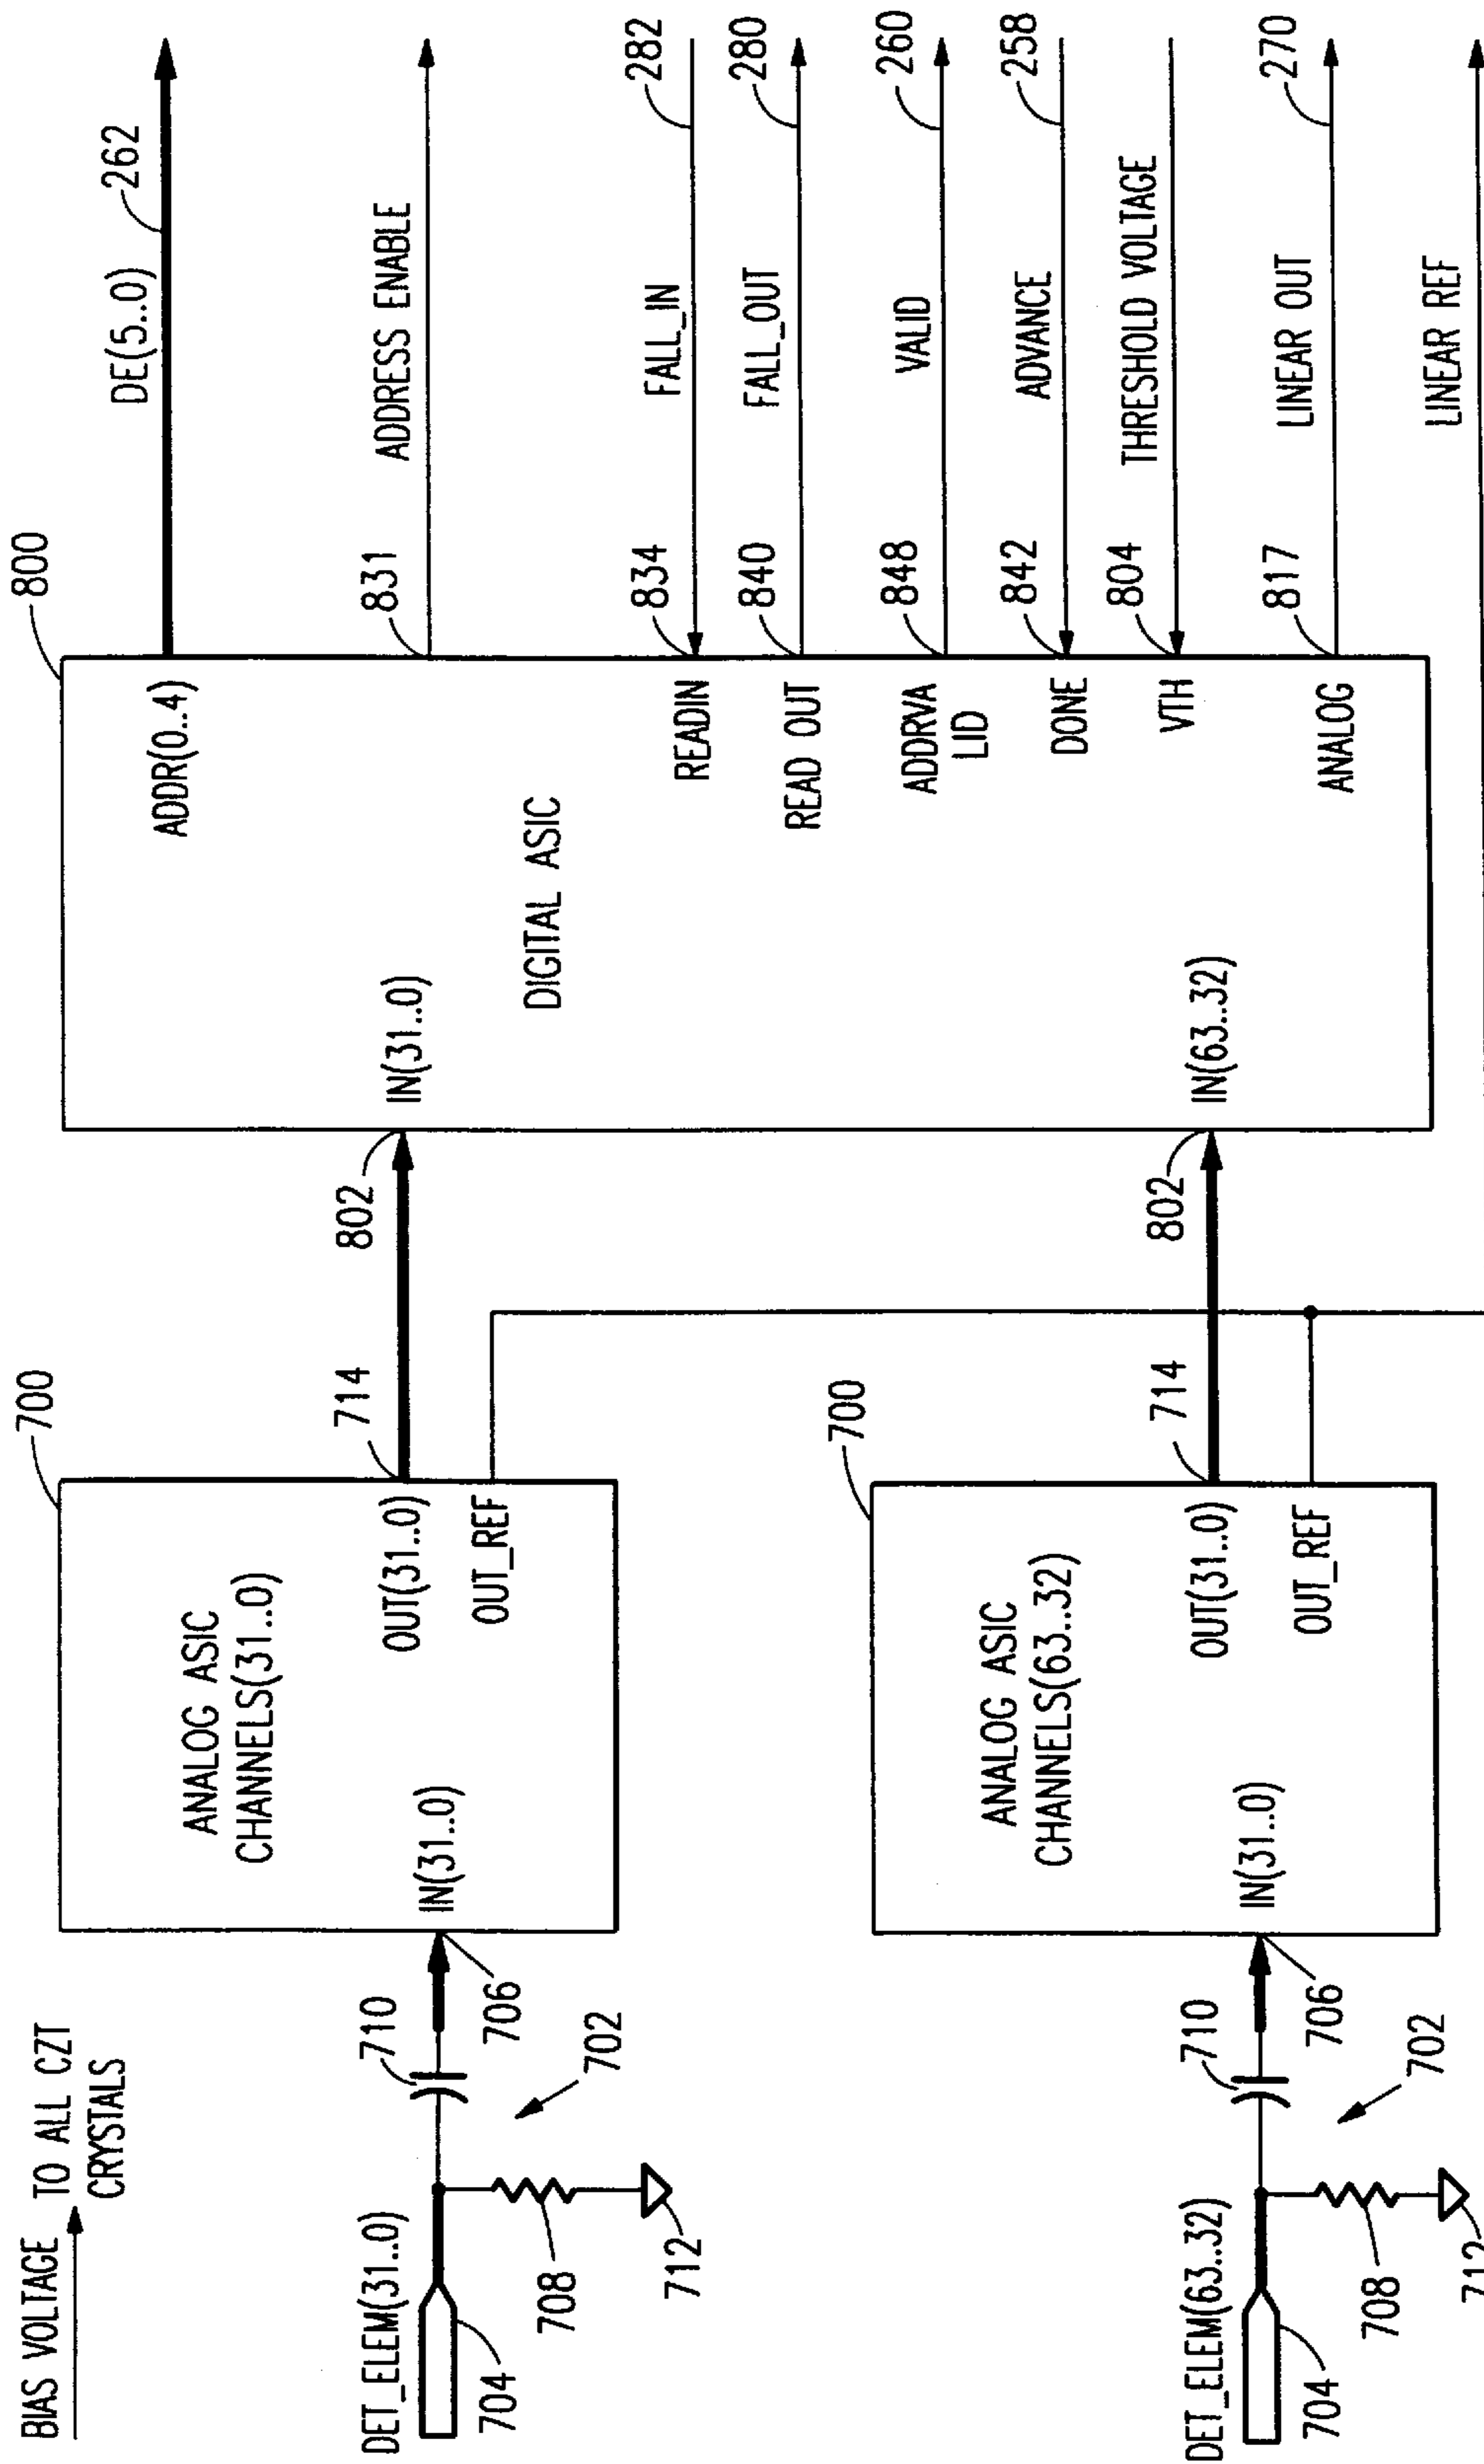 BIAS VOLTAGE TO ALL CZT
CRYSTALS
DET_ELEM(31..0)
704
708
712
710
706
702
700
ANALOG ASIC
CHANNELS(31..0)
IN(31..0)
OUT(31..0)
OUT_REF
714
802
DET_ELEM(63..32)
704
708
712
710
706
702
700
ANALOG ASIC
CHANNELS(63..32)
IN(31..0)
OUT(31..0)
OUT_REF
714
802
800
DIGITAL ASIC
IN(31..0)
IN(63..32)
ADDR(0..4)
READIN
READ OUT
ADDRVA
LID
DONE
VTH
ANALOG
DE(5..0)
262
831
ADDRESS ENABLE
834
FALL_IN
282
840
FALL_OUT
280
848
VALID
260
842
ADVANCE
258
804
THRESHOLD VOLTAGE
817
LINEAR OUT
270
LINEAR REF